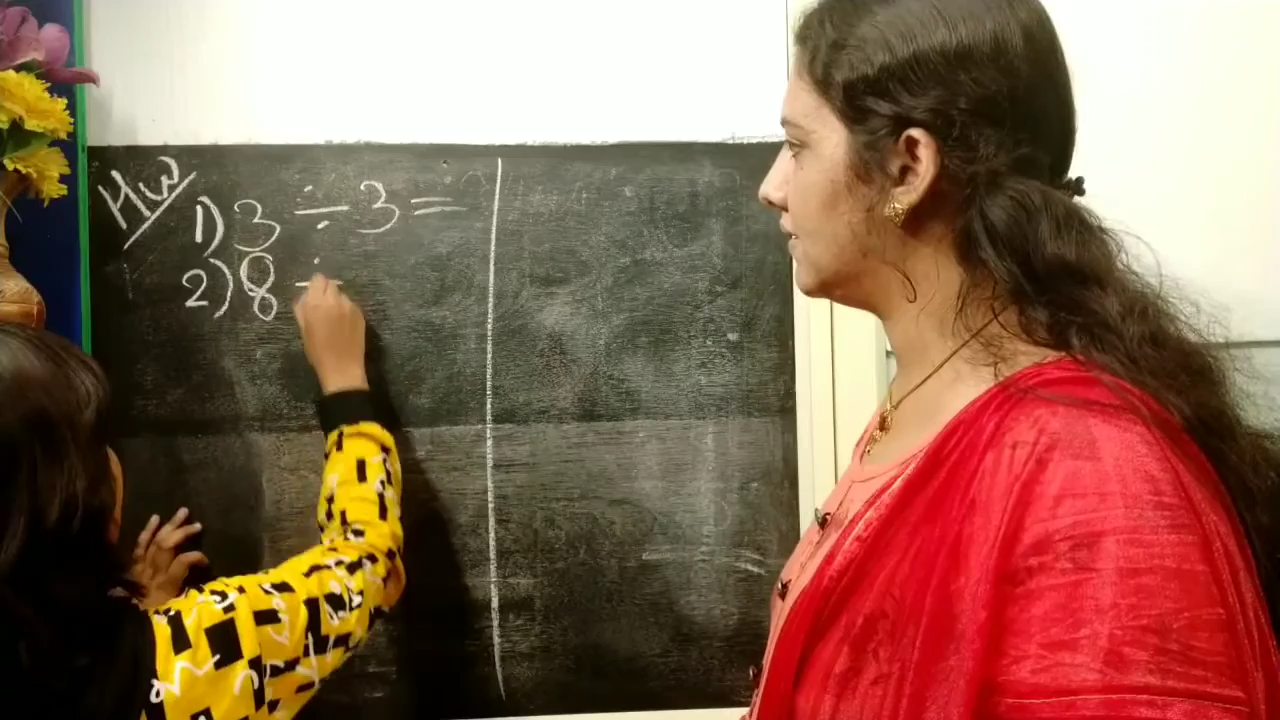 HW
1) 3 ÷ 3 =
2) 8 ÷